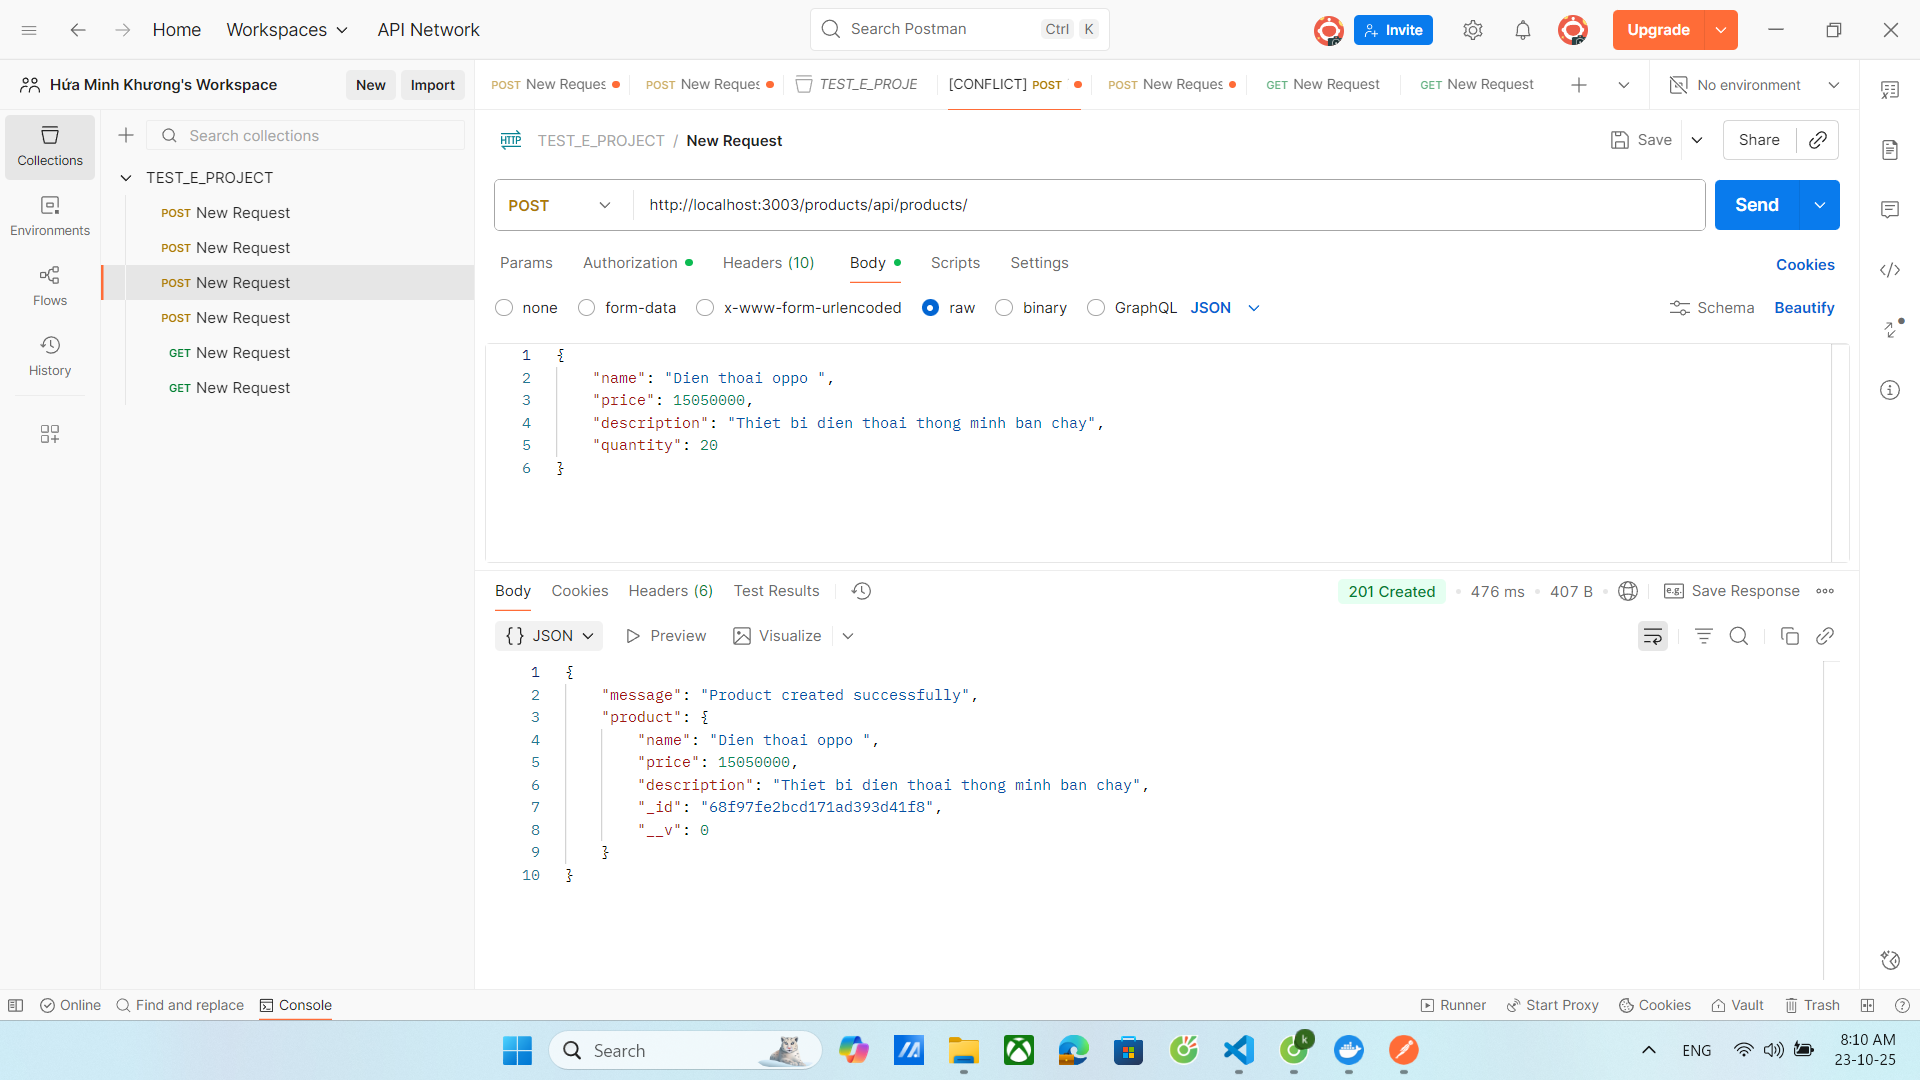 Home Workspaces API Network Search Postman Ctrl K Invite Upgrade
Hứa Minh Khương's Workspace New Import
POST New Reques POST New Reques TEST_E_PROJE [CONFLICT] POST POST New Reques GET New Request GET New Request No environment
Collections
Environments
Flows
History
Search collections
TEST_E_PROJECT
POST New Request
POST New Request
POST New Request
POST New Request
GET New Request
GET New Request
HTTP TEST_E_PROJECT / New Request Save Share
POST http://localhost:3003/products/api/products/ Send
Params Authorization Headers (10) Body Scripts Settings Cookies
none form-data x-www-form-urlencoded raw binary GraphQL JSON Schema Beautify
1 {
2 "name": "Dien thoai oppo ",
3 "price": 15050000,
4 "description": "Thiet bi dien thoai thong minh ban chay",
5 "quantity": 20
6 }
Body Cookies Headers (6) Test Results 201 Created 476 ms 407 B e.g. Save Response
{} JSON Preview Visualize
1 {
2 "message": "Product created successfully",
3 "product": {
4 "name": "Dien thoai oppo ",
5 "price": 15050000,
6 "description": "Thiet bi dien thoai thong minh ban chay",
7 "_id": "68f97fe2bcd171ad393d41f8",
8 "__v": 0
9 }
10 }
Online Find and replace Console Runner Start Proxy Cookies Vault Trash
Search k ENG 8:10 AM
23-10-25